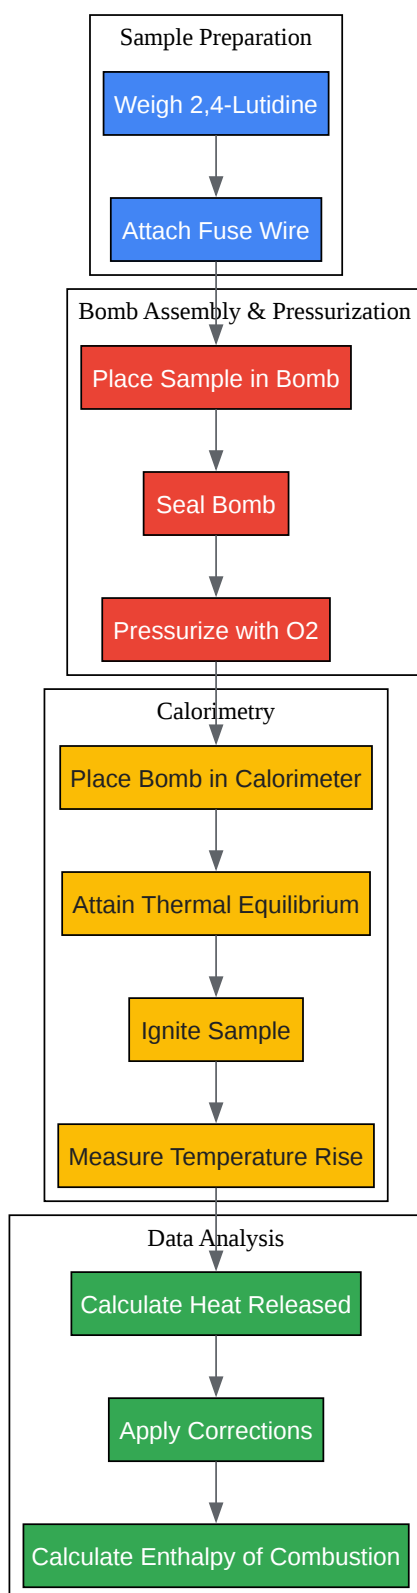 Sample Preparation
Weigh 2,4-Lutidine
Attach Fuse Wire
Bomb Assembly & Pressurization
Place Sample in Bomb
Seal Bomb
Pressurize with O2
Calorimetry
Place Bomb in Calorimeter
Attain Thermal Equilibrium
Ignite Sample
Measure Temperature Rise
Data Analysis
Calculate Heat Released
Apply Corrections
Calculate Enthalpy of Combustion